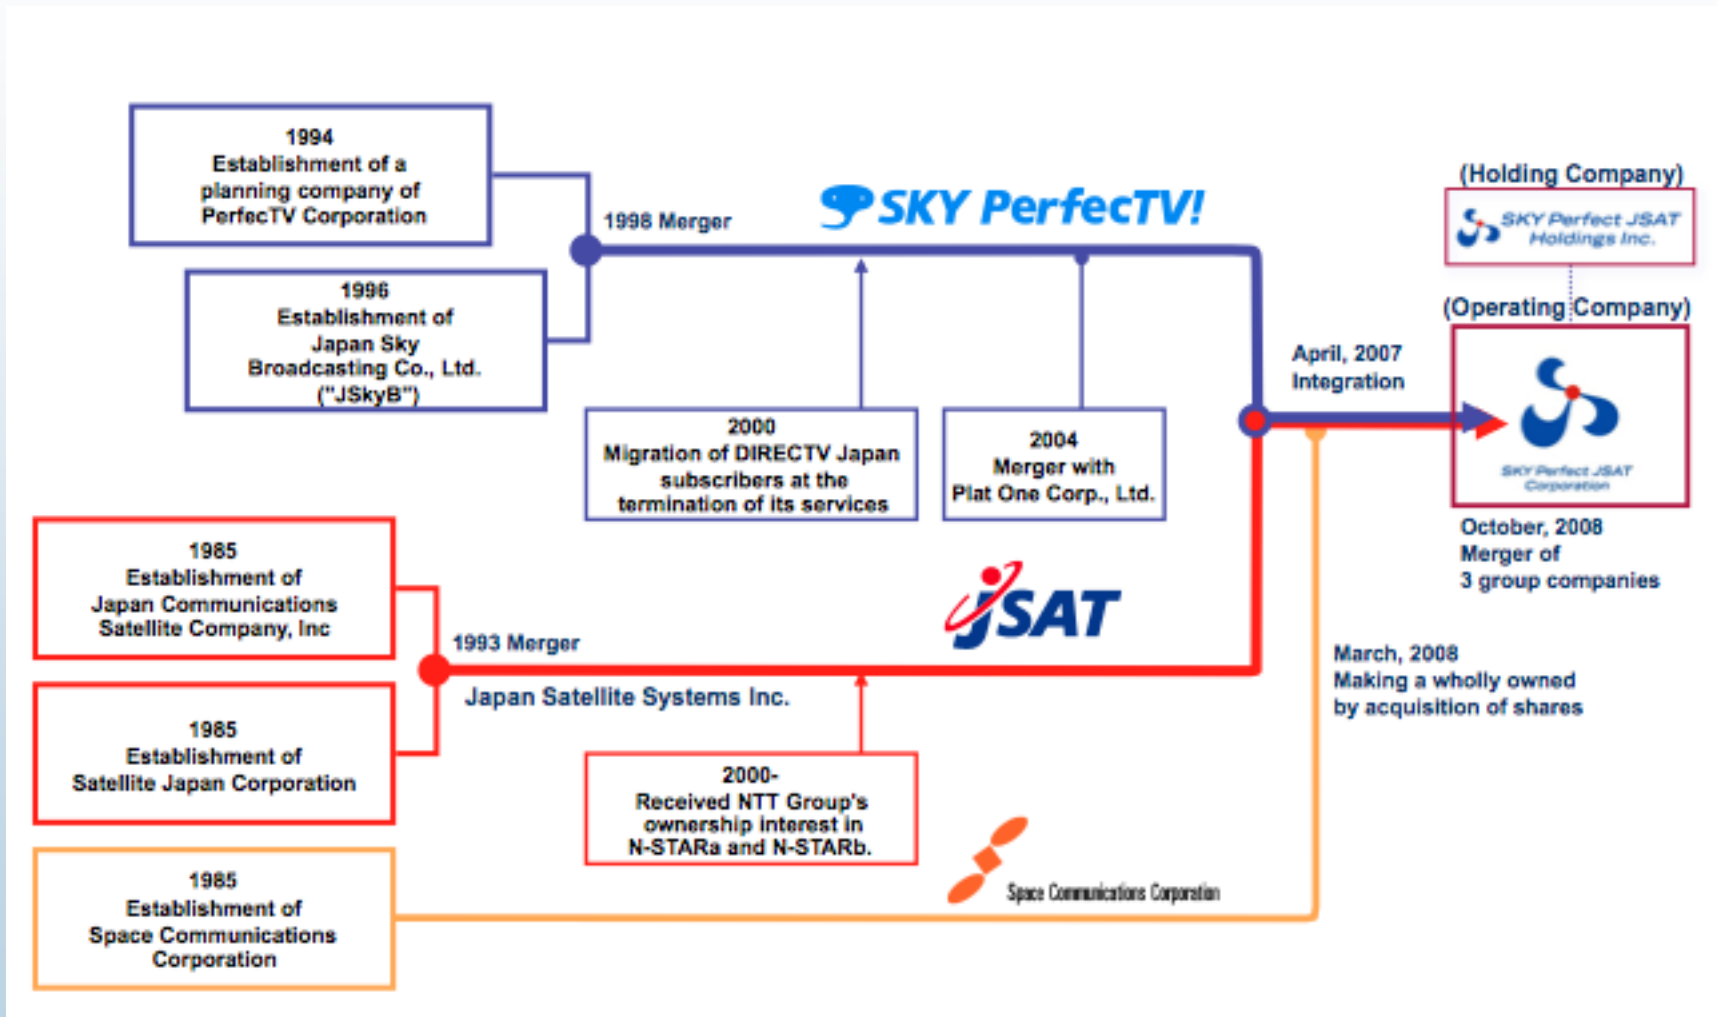 1994
Establishment of a
planning company of
PerfecTV Corporation
1996
Establishment of
Japan Sky
Broadcasting Co., Ltd.
("JSkyB")
1998 Merger
SKY PerfecTV!
2000
Migration of DIRECTV Japan
subscribers at the
termination of its services
2004
Merger with
Plat One Corp., Ltd.
(Holding Company)
SKY Perfect JSAT
Holdings Inc.
(Operating Company)
April, 2007
Integration
SKY Perfect JSAT
Corporation
October, 2008
Merger of
3 group companies
1985
Establishment of
Japan Communications
Satellite Company, Inc
1985
Establishment of
Satellite Japan Corporation
1993 Merger
Japan Satellite Systems Inc.
JSAT
2000-
Received NTT Group's
ownership interest in
N-STARa and N-STARb.
March, 2008
Making a wholly owned
by acquisition of shares
1985
Establishment of
Space Communications
Corporation
Space Communications Corporation